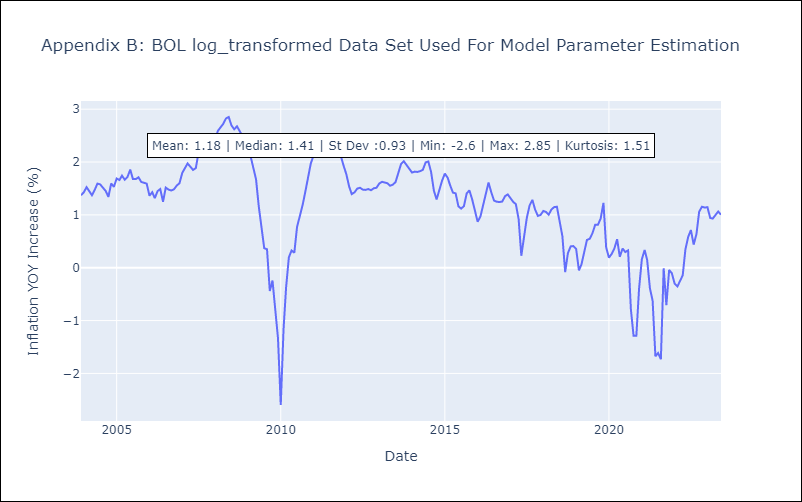 Appendix B: BOL log_transformed Data Set Used For Model Parameter Estimation
Mean: 1.18 | Median: 1.41 | St Dev :0.93 | Min: -2.6 | Max: 2.85 | Kurtosis: 1.51
Inflation YOY Increase (%)
3
2
1
0
−1
−2
2005
2010
2015
2020
Date